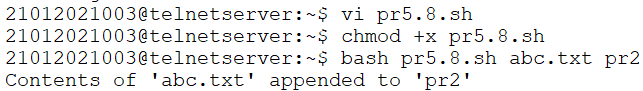 21012021003@telnetserver:~$ vi pr5.8.sh
21012021003@telnetserver:~$ chmod +x pr5.8.sh
21012021003@telnetserver:~$ bash pr5.8.sh abc.txt pr2
Contents of 'abc.txt' appended to 'pr2'